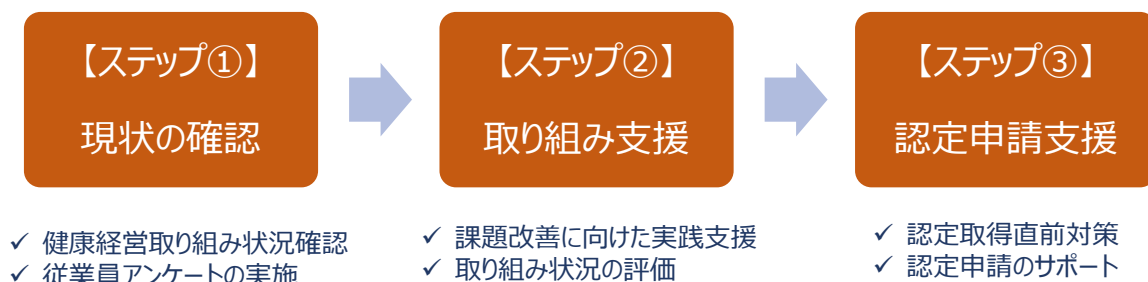 【ステップ①】
現状の確認
✓ 健康経営取り組み状況確認
✓ 従業員アンケートの実施
【ステップ②】
取り組み支援
✓ 課題改善に向けた実践支援
✓ 取り組み状況の評価
【ステップ③】
認定申請支援
✓ 認定取得直前対策
✓ 認定申請のサポート